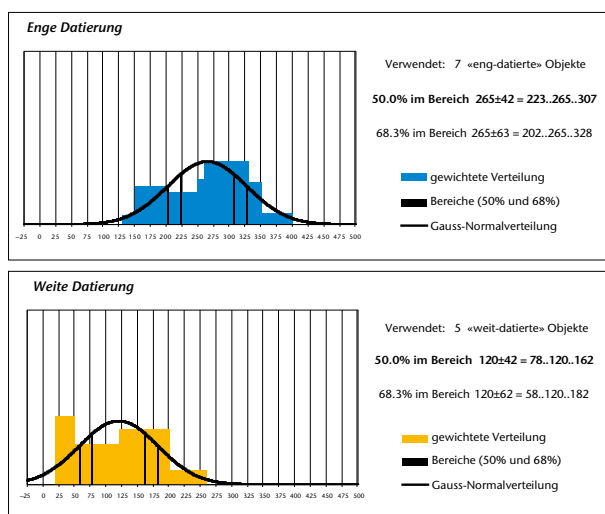 Enge Datierung
Verwendet: 7 «eng-datierte» Objekte
50.0% im Bereich 265±42 = 223..265..307
68.3% im Bereich 265±63 = 202..265..328
gewichtete Verteilung
Bereiche (50% und 68%)
Gauss-Normalverteilung
-25 0 25 50 75 100 125 150 175 200 225 250 275 300 325 350 375 400 425 450 475 500
Weite Datierung
Verwendet: 5 «weit-datierte» Objekte
50.0% im Bereich 120±42 = 78..120..162
68.3% im Bereich 120±62 = 58..120..182
gewichtete Verteilung
Bereiche (50% und 68%)
Gauss-Normalverteilung
-25 0 25 50 75 100 125 150 175 200 225 250 275 300 325 350 375 400 425 450 475 500